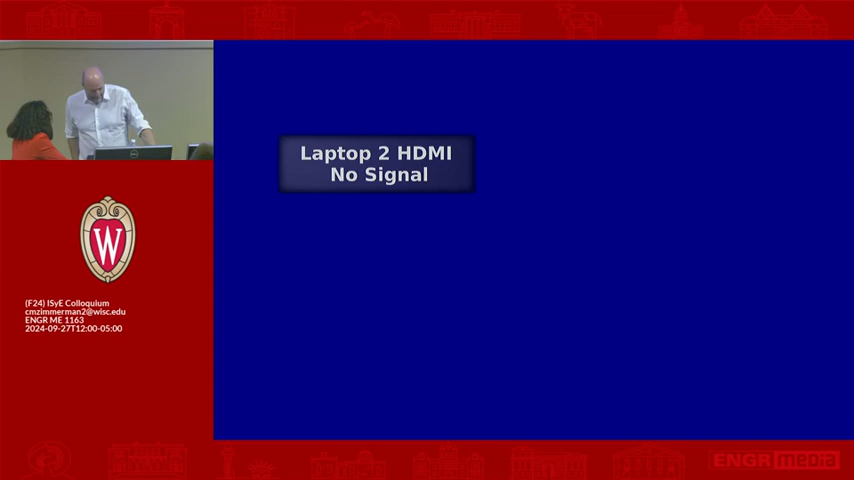 Laptop 2 HDMI
No Signal
W
(F24) ISyE Colloquium
cmzimmerman2@wisc.edu
ENGR ME 1163
2024-09-27T12:00-05:00
DELL
ENGR media